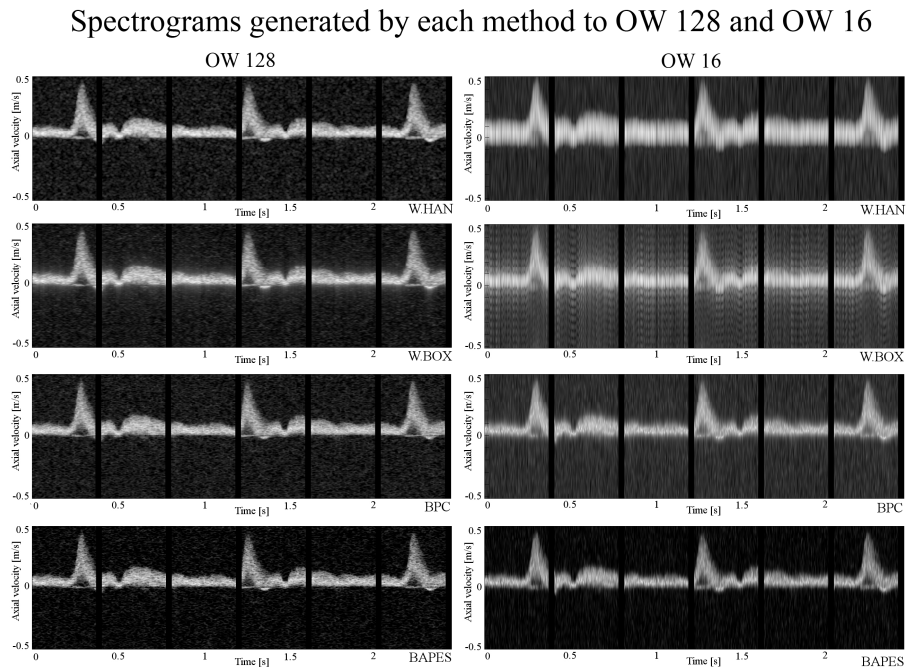 Spectrograms generated by each method to OW 128 and OW 16
OW 128
OW 16
0.5
0
-0.5
Axial velocity [m/s]
0 0.5 1 1.5 2
Time [s]
W.HAN
0.5
0
-0.5
Axial velocity [m/s]
0 0.5 1 1.5 2
Time [s]
W.HAN
0.5
0
-0.5
Axial velocity [m/s]
0 0.5 1 1.5 2
Time [s]
W.BOX
0.5
0
-0.5
Axial velocity [m/s]
0 0.5 1 1.5 2
Time [s]
W.BOX
0.5
0
-0.5
Axial velocity [m/s]
0 0.5 1 1.5 2
Time [s]
BPC
0.5
0
-0.5
Axial velocity [m/s]
0 0.5 1 1.5 2
Time [s]
BPC
0.5
0
-0.5
Axial velocity [m/s]
0 0.5 1 1.5 2
Time [s]
BAPES
0.5
0
-0.5
Axial velocity [m/s]
0 0.5 1 1.5 2
Time [s]
BAPES